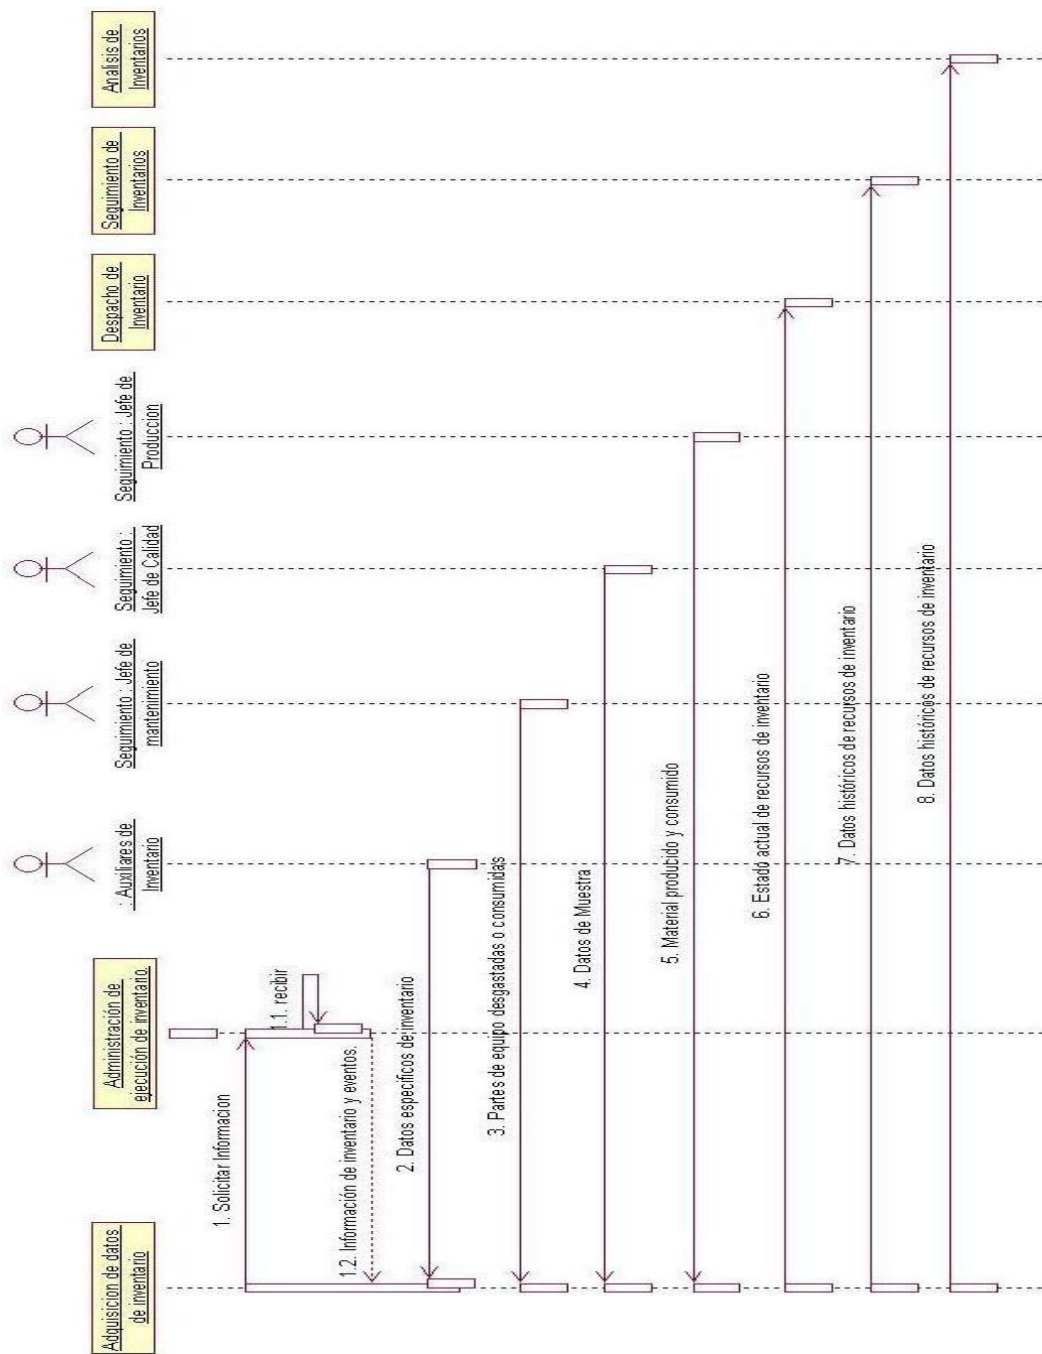 Adquisicion de datos
de inventario
Administración de
ejecución de inventario.
: Auxiliares de
Inventario
Seguimiento : Jefe de
mantenimiento
Seguimiento :
Jefe de Calidad
Seguimiento : Jefe de
Produccion
Despacho de
Inventario
Seguimiento de
Inventarios
Analisis de
Inventarios
1. Solicitar Informacion
1.1. recibir
1.2. Información de inventario y eventos.
2. Datos específicos de inventario
3. Partes de equipo desgastadas o consumidas
4. Datos de Muestra
5. Material producido y consumido
6. Estado actual de recursos de inventario
7. Datos históricos de recursos de inventario
8. Datos históricos de recursos de inventario